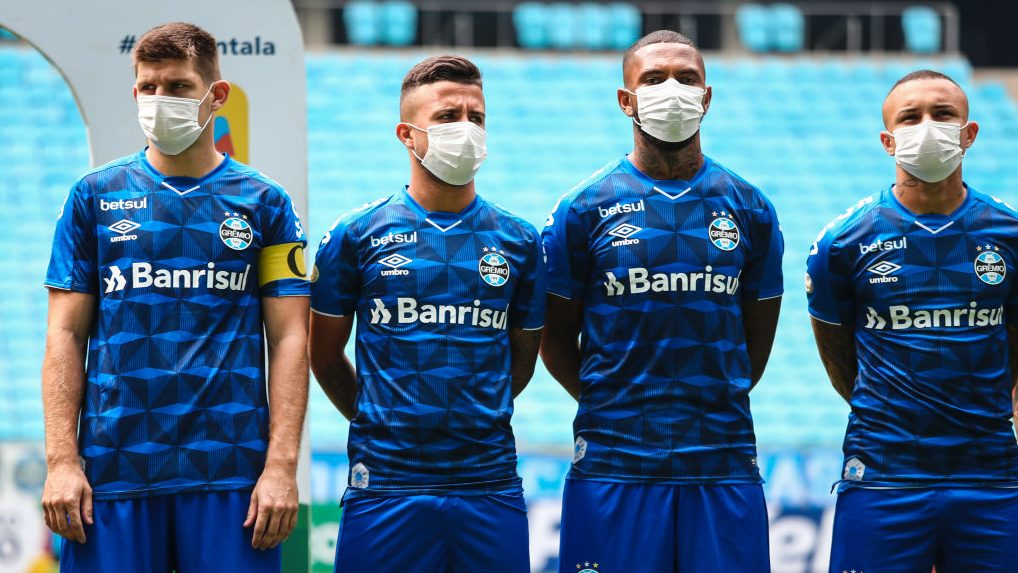 #
ntala
betsul
umbro
GRÊMIO
Banrisul
C
betsul
umbro
GRÊMIO
Banrisul
betsul
umbro
GRÊMIO
Banrisul
betsul
umbro
GRÊMIO
Banrisul